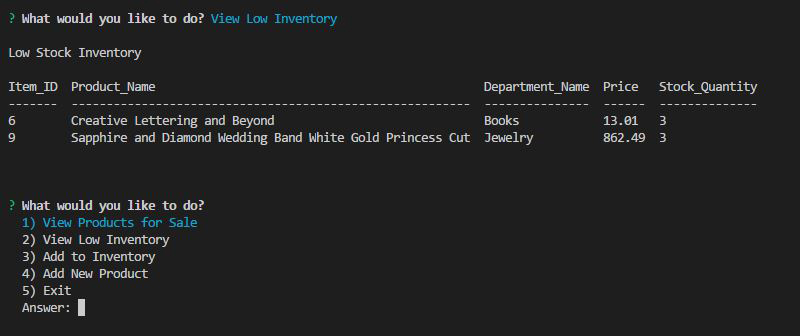 ? What would you like to do? View Low Inventory
Low Stock Inventory
Item_ID  Product_Name                                               Department_Name  Price   Stock_Quantity
-------  ---------------------------------------------------------  ---------------  ------  --------------
6        Creative Lettering and Beyond                              Books            13.01   3
9        Sapphire and Diamond Wedding Band White Gold Princess Cut  Jewelry          862.49  3
? What would you like to do?
1) View Products for Sale
2) View Low Inventory
3) Add to Inventory
4) Add New Product
5) Exit
Answer: